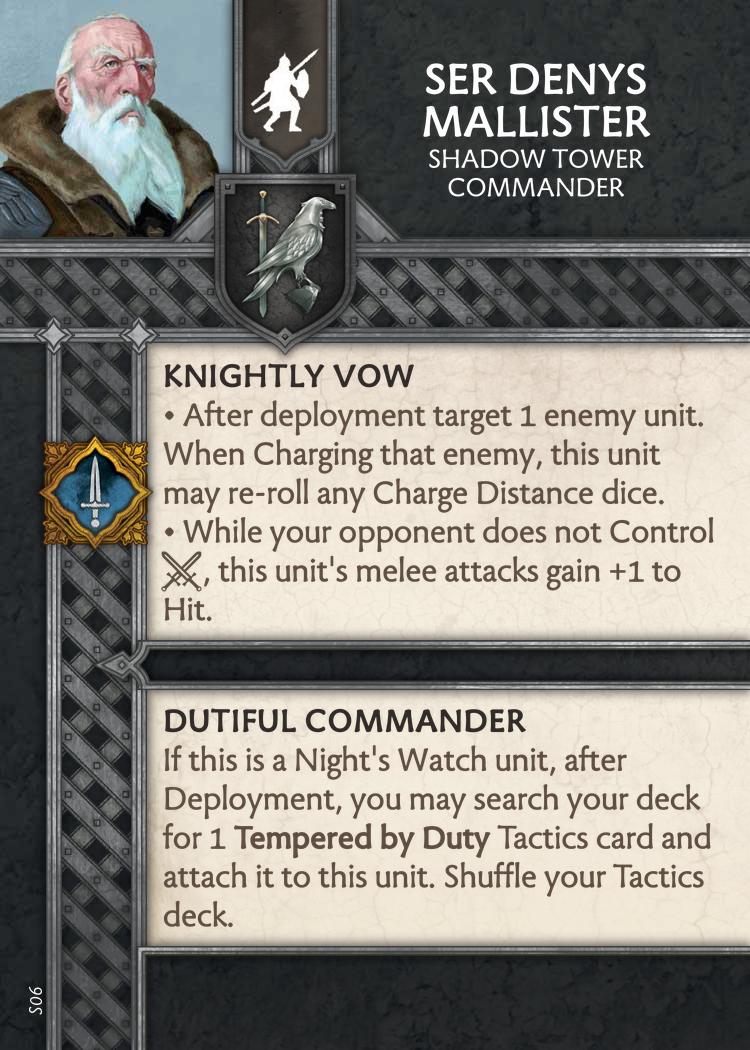 SER DENYS
MALLISTER
SHADOW TOWER
COMMANDER
KNIGHTLY VOW
• After deployment target 1 enemy unit.
When Charging that enemy, this unit
may re-roll any Charge Distance dice.
• While your opponent does not Control
, this unit's melee attacks gain +1 to
Hit.
DUTIFUL COMMANDER
If this is a Night's Watch unit, after
Deployment, you may search your deck
for 1 Tempered by Duty Tactics card and
attach it to this unit. Shuffle your Tactics
deck.
S06